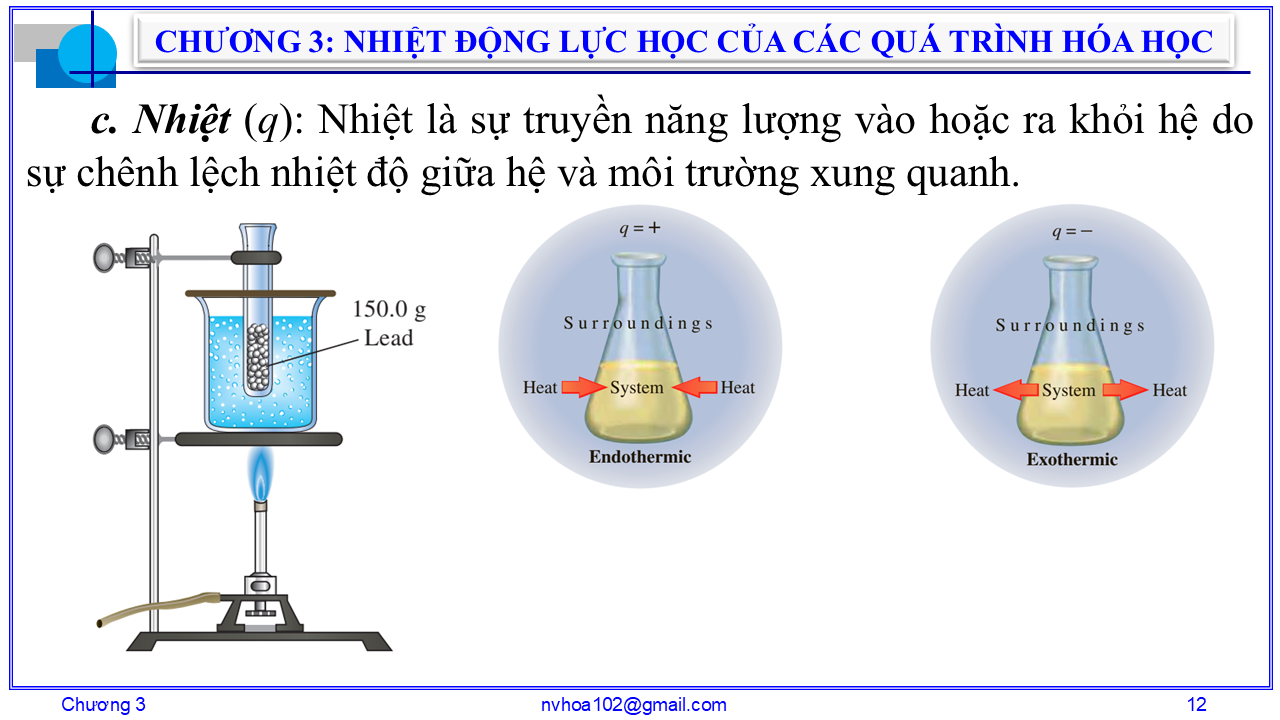 CHƯƠNG 3: NHIỆT ĐỘNG LỰC HỌC CỦA CÁC QUÁ TRÌNH HÓA HỌC
c. Nhiệt (q): Nhiệt là sự truyền năng lượng vào hoặc ra khỏi hệ do
sự chênh lệch nhiệt độ giữa hệ và môi trường xung quanh.
150.0 g
Lead
q = +
Surroundings
Heat System Heat
Endothermic
q = −
Surroundings
Heat System Heat
Exothermic
Chương 3 nvhoa102@gmail.com 12